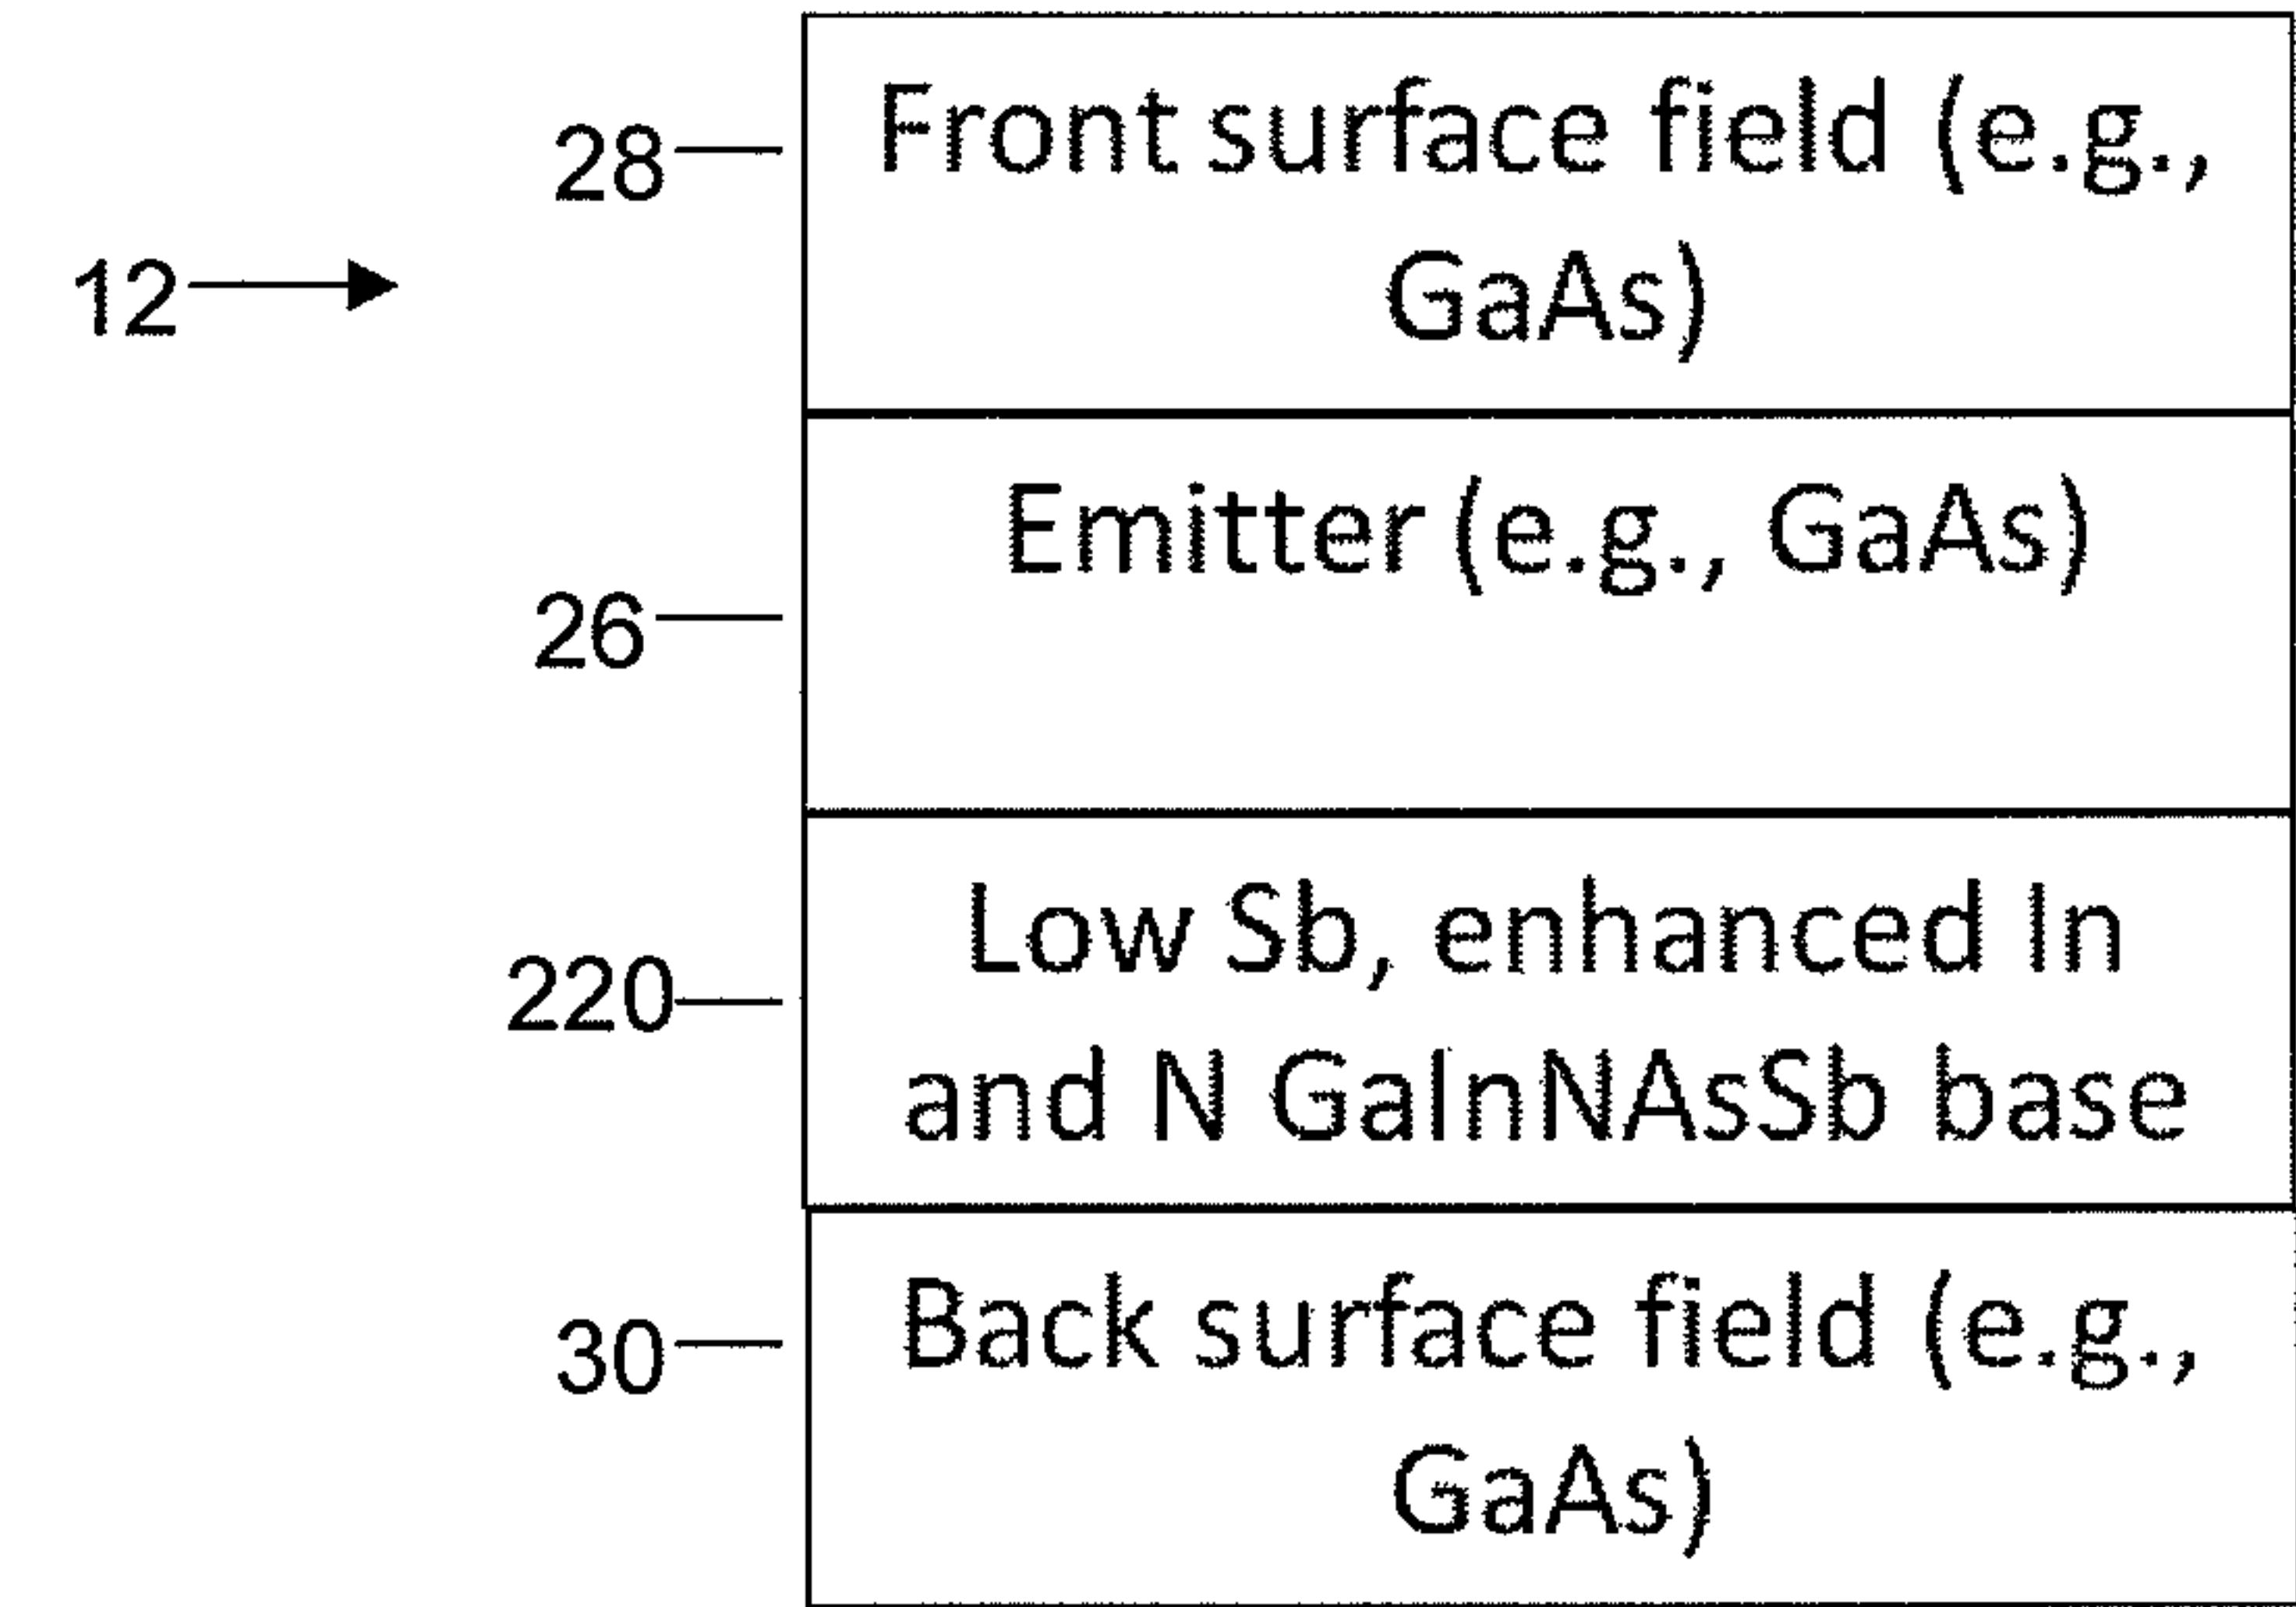 28
Front surface field (e.g.,
GaAs)
12
Emitter (e.g., GaAs)
26
Low Sb, enhanced In
220
and N GaInNAsSb base
Back surface field (e.g.,
30
GaAs)